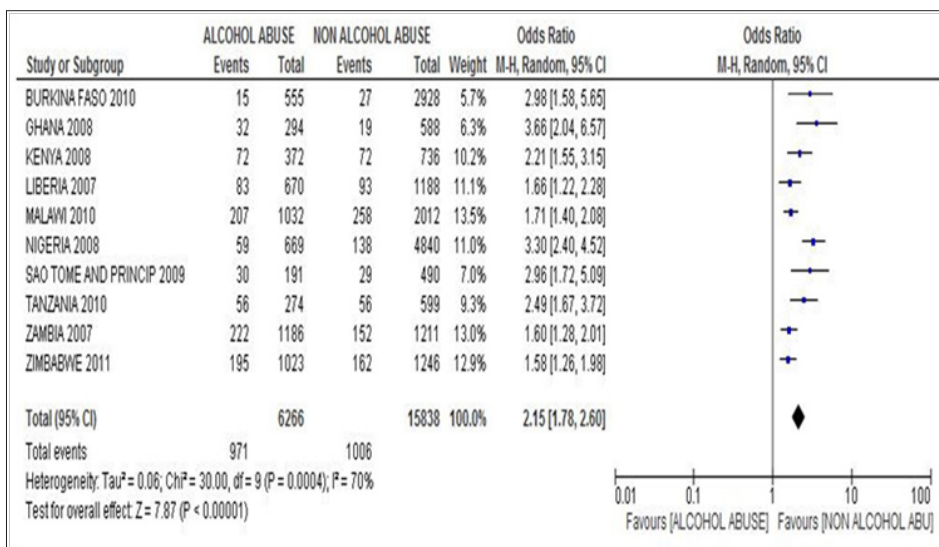 ALCOHOL ABUSE NON ALCOHOL ABUSE Odds Ratio Odds Ratio
Study or Subgroup Events Total Events Total Weight M-H, Random, 95% CI M-H, Random, 95% CI
BURKINA FASO 2010 15 555 27 2928 5.7% 2.98 [1.58, 5.65]
GHANA 2008 32 294 19 588 6.3% 3.66 [2.04, 6.57]
KENYA 2008 72 372 72 736 10.2% 2.21 [1.55, 3.15]
LIBERIA 2007 83 670 93 1188 11.1% 1.66 [1.22, 2.28]
MALAWI 2010 207 1032 258 2012 13.5% 1.71 [1.40, 2.08]
NIGERIA 2008 59 669 138 4840 11.0% 3.30 [2.40, 4.52]
SAO TOME AND PRINCIP 2009 30 191 29 490 7.0% 2.96 [1.72, 5.09]
TANZANIA 2010 56 274 56 599 9.3% 2.49 [1.67, 3.72]
ZAMBIA 2007 222 1186 152 1211 13.0% 1.60 [1.28, 2.01]
ZIMBABWE 2011 195 1023 162 1246 12.9% 1.58 [1.26, 1.98]
Total (95% CI) 6266 15838 100.0% 2.15 [1.78, 2.60]
Total events 971 1006
Heterogeneity: Tau² = 0.06; Chi² = 30.00, df = 9 (P = 0.0004); I² = 70%
Test for overall effect: Z = 7.87 (P < 0.00001)
0.01 0.1 1 10 100
Favours [ALCOHOL ABUSE] Favours [NON ALCOHOL ABU]